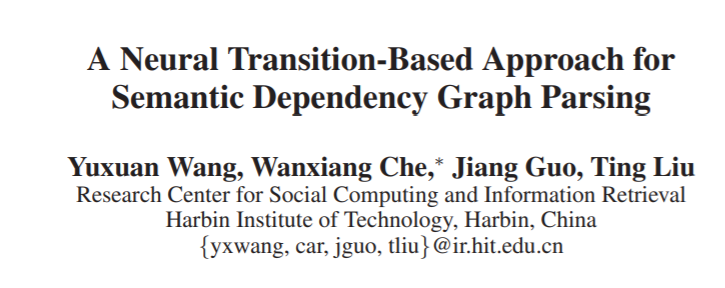 A Neural Transition-Based Approach for
Semantic Dependency Graph Parsing
Yuxuan Wang, Wanxiang Che,* Jiang Guo, Ting Liu
Research Center for Social Computing and Information Retrieval
Harbin Institute of Technology, Harbin, China
{yxwang, car, jguo, tliu}@ir.hit.edu.cn